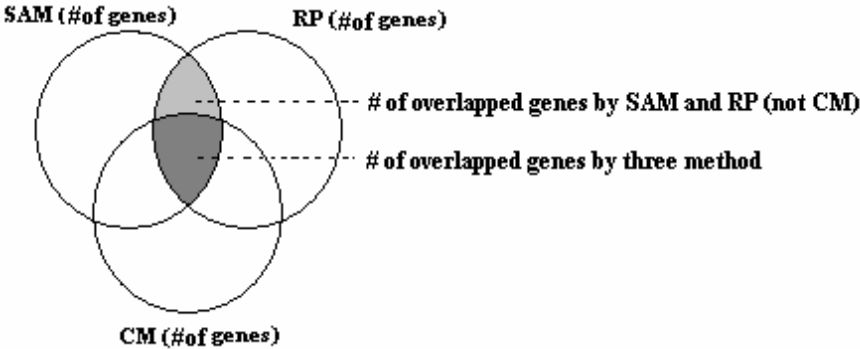 SAM (#of genes)
RP (#of genes)
# of overlapped genes by SAM and RP (not CM)
# of overlapped genes by three method
CM (#of genes)